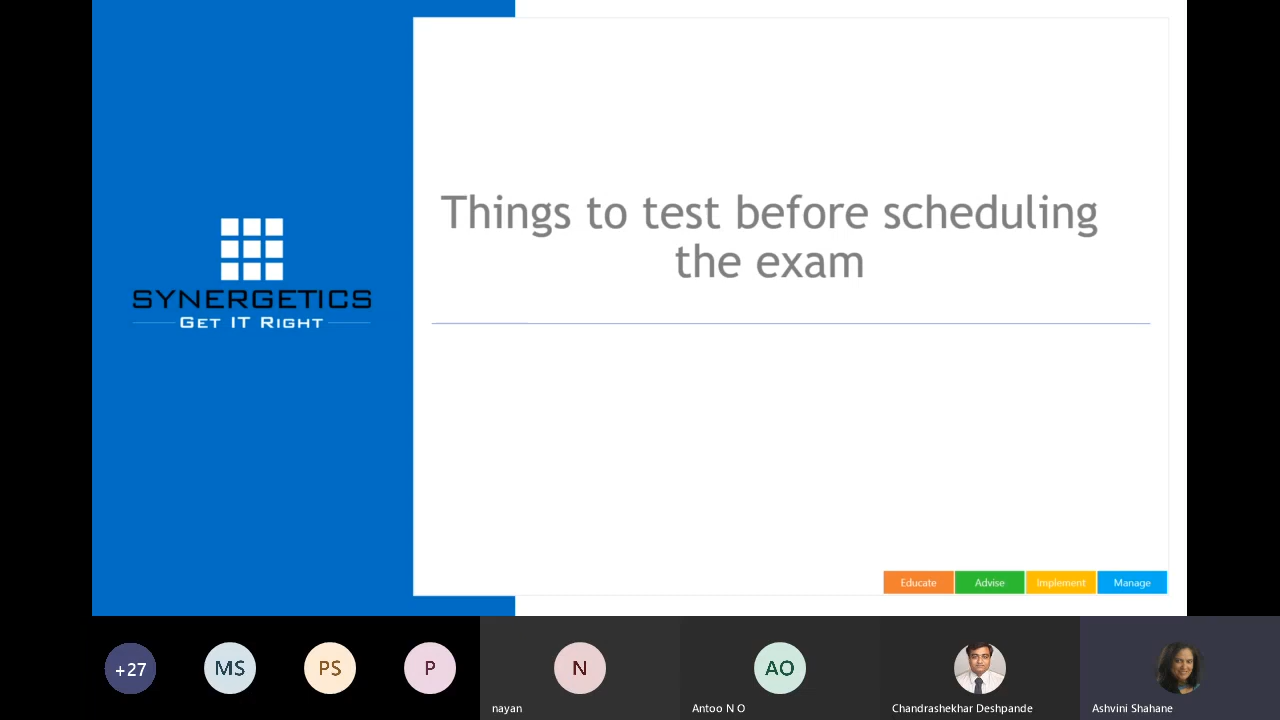 Things to test before scheduling
the exam
SYNERGETICS
GET IT RIGHT
Educate
Advise
Implement
Manage
+27
MS
PS
P
N
AO
nayan
Antoo N O
Chandrashekhar Deshpande
Ashvini Shahane